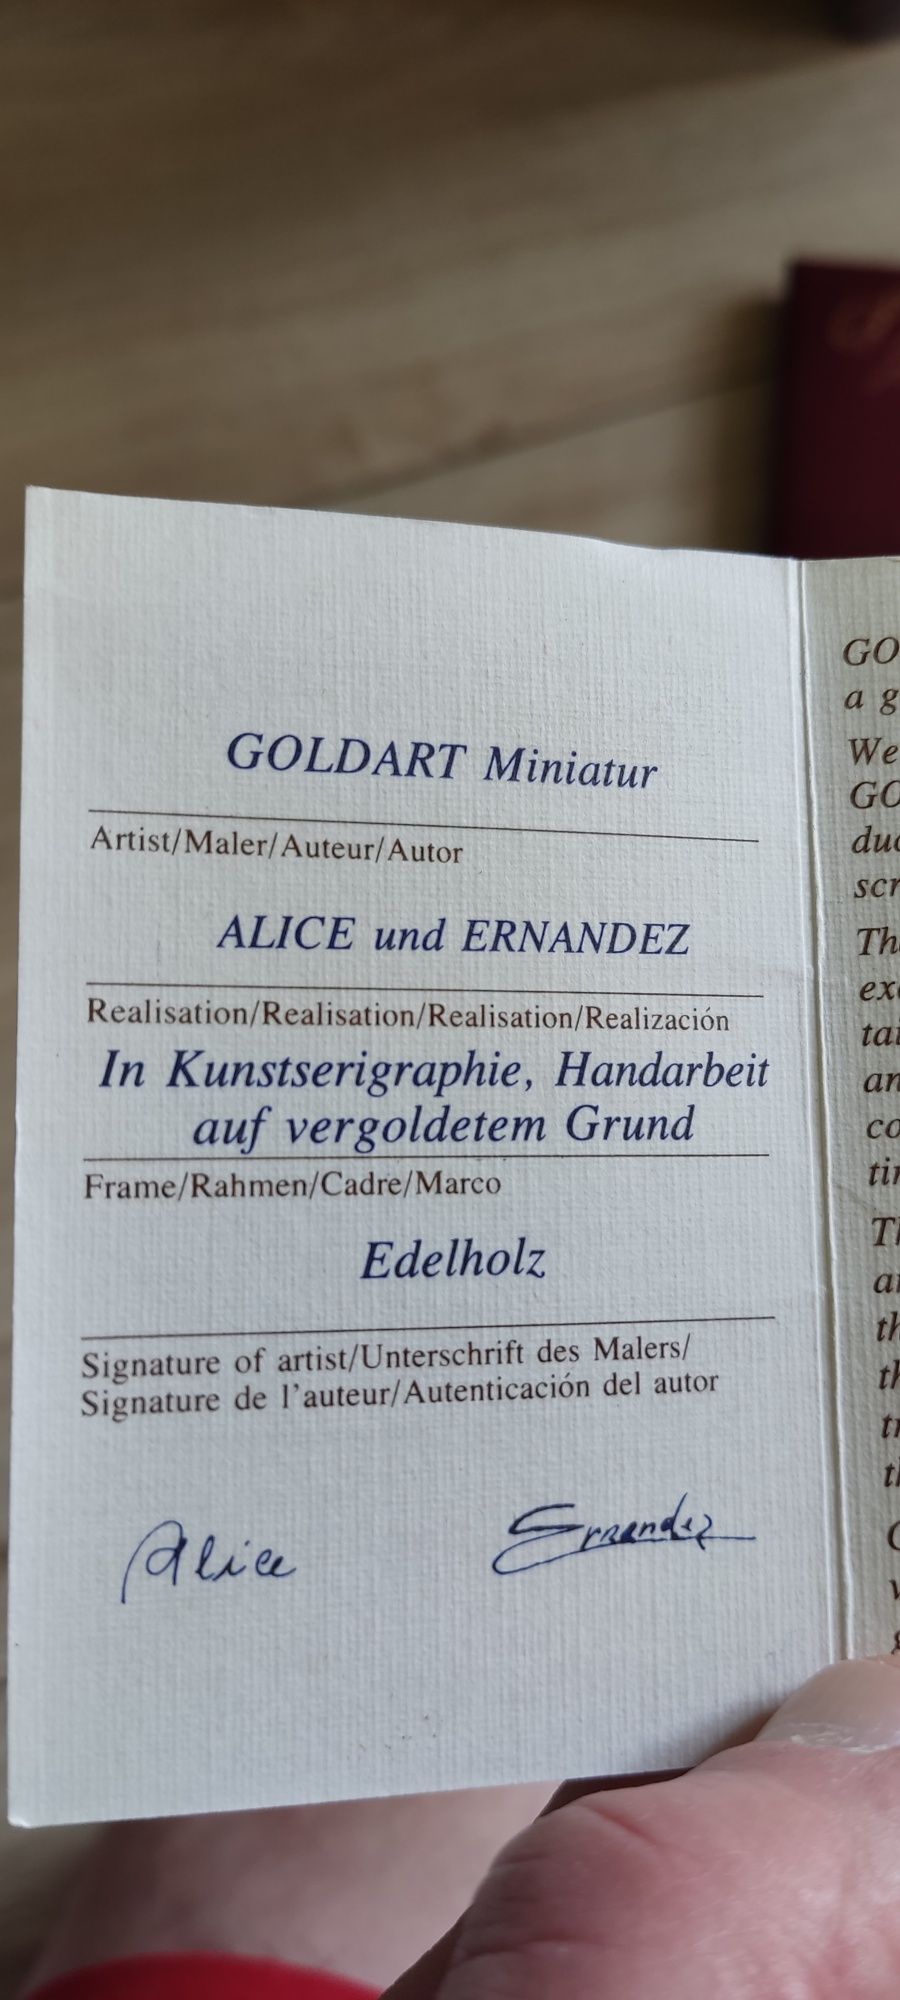 GOLDART Miniatur
Artist/Maler/Auteur/Autor
ALICE und ERNANDEZ
Realisation/Realisation/Realisation/Realización
In Kunstserigraphie, Handarbeit
auf vergoldetem Grund
Frame/Rahmen/Cadre/Marco
Edelholz
Signature of artist/Unterschrift des Malers/
Signature de l'auteur/Autenticación del autor
Alice Ernandez
a
We